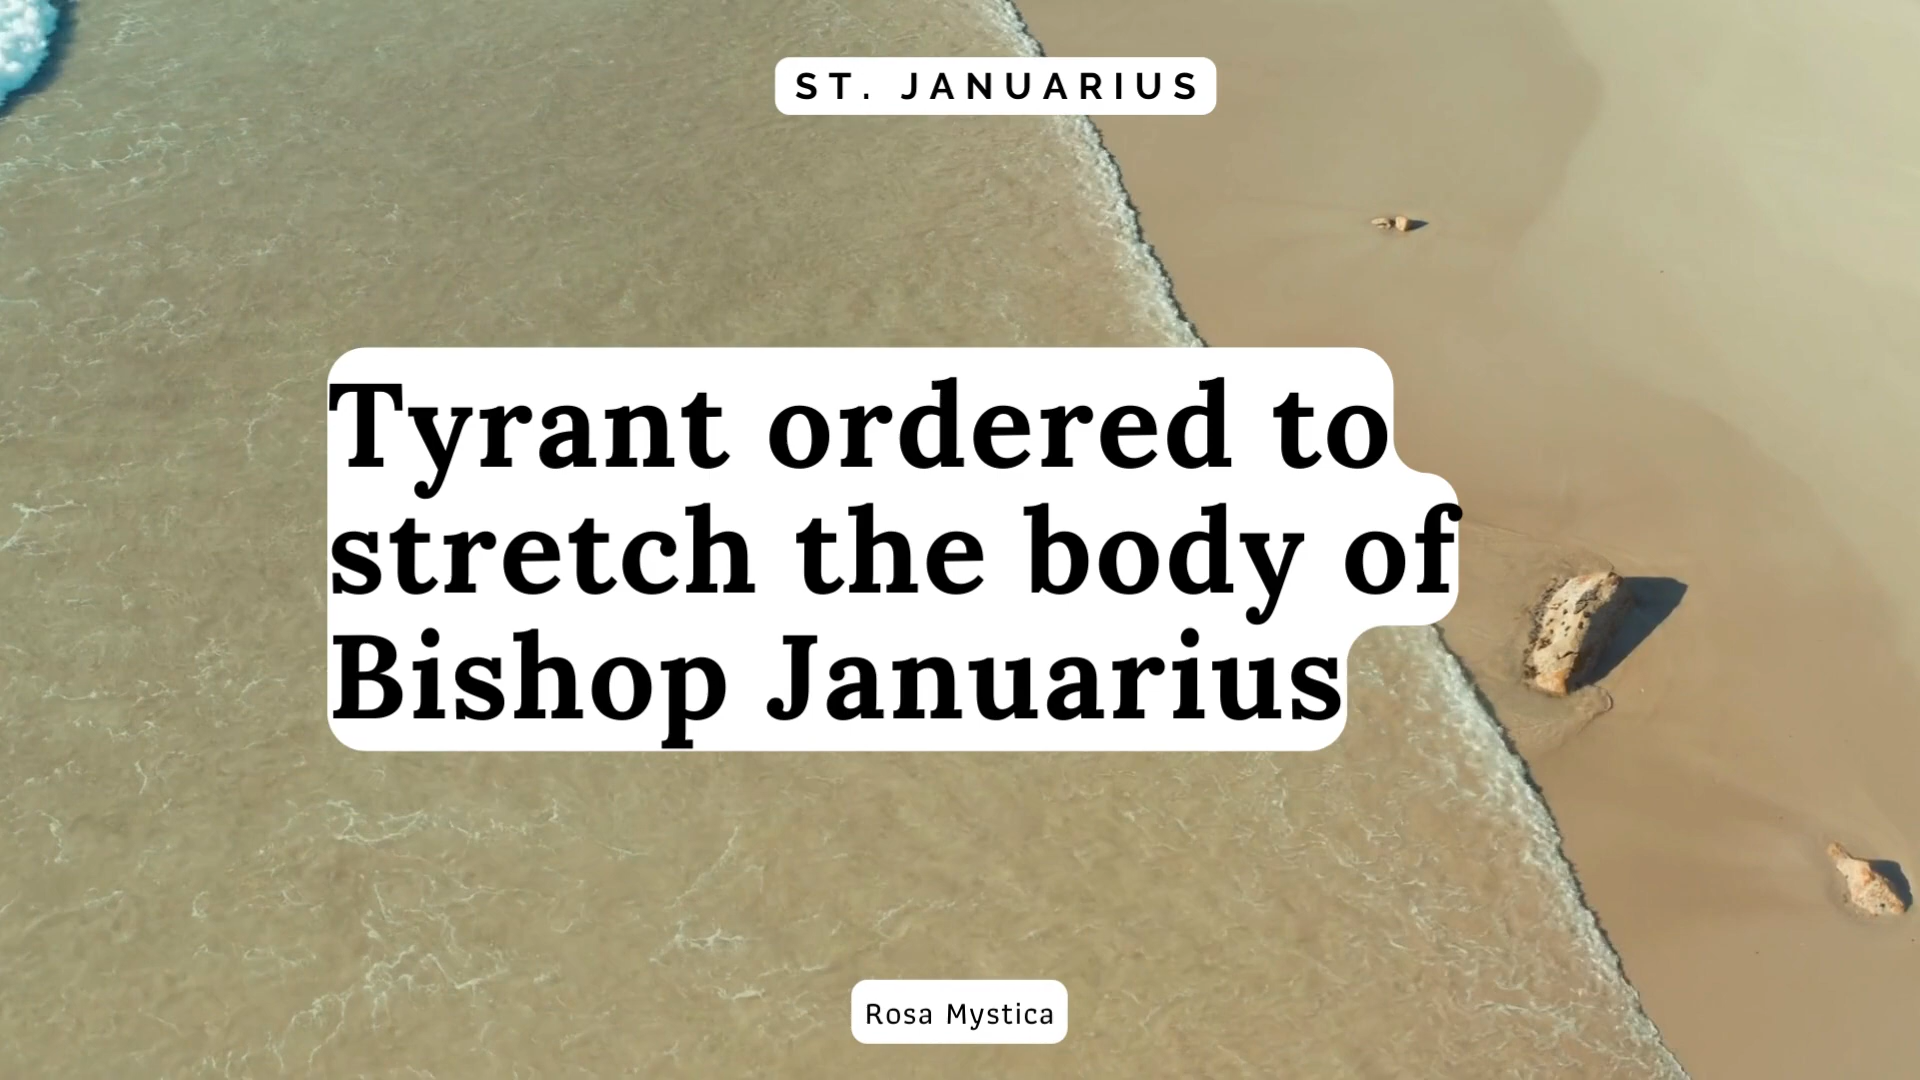 ST. JANUARIUS
Tyrant ordered to
stretch the body of
Bishop Januarius
Rosa Mystica